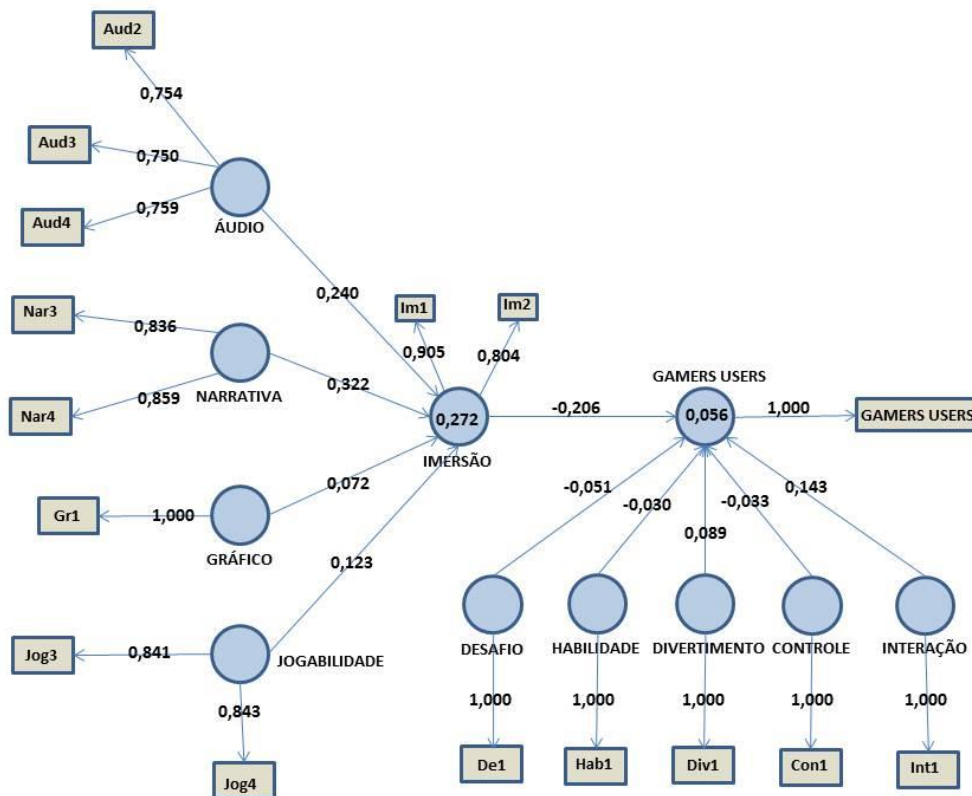 Aud2
0,754
Aud3
0,750
Aud4
0,759
ÁUDIO
0,240
Im1
Im2
Nar3
0,836
0,905
0,804
NARRATIVA
0,322
Nar4
0,859
GAMERS USERS
0,272
-0,206
0,056
1,000
GAMERS USERS
IMERSÃO
0,072
-0,051
-0,030
0,089
-0,033
0,143
Gr1
1,000
GRÁFICO
0,123
Jog3
0,841
JOGABILIDADE
DESAFIO
HABILIDADE
DIVERTIMENTO
CONTROLE
INTERAÇÃO
0,843
1,000
1,000
1,000
1,000
1,000
Jog4
De1
Hab1
Div1
Con1
Int1